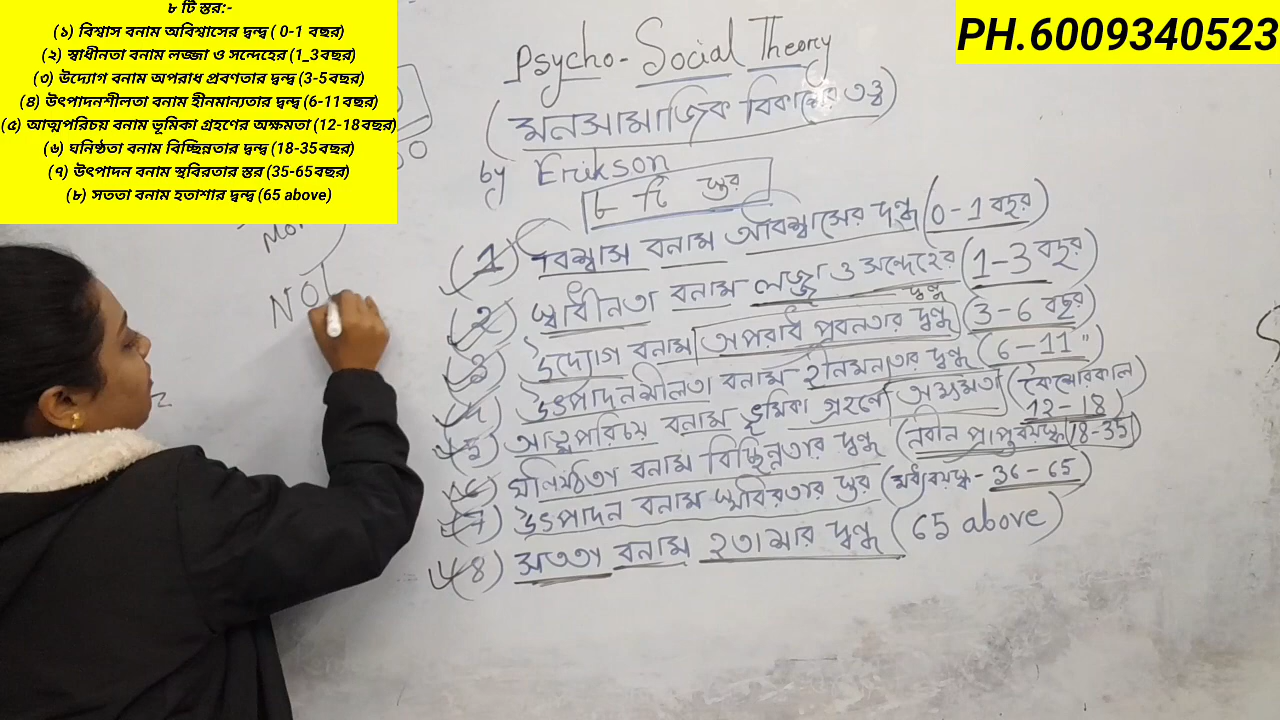 ৮ টি স্তর:-
(১) বিশ্বাস বনাম অবিশ্বাসের দ্বন্দ্ব ( 0-1 বছর)
(২) স্বাধীনতা বনাম লজ্জা ও সন্দেহের (1_3বছর)
(৩) উদ্যোগ বনাম অপরাধ প্রবণতার দ্বন্দ্ব (3-5বছর)
(৪) উৎপাদনশীলতা বনাম হীনমান্যতার দ্বন্দ্ব (6-11বছর)
(৫) আত্মপরিচয় বনাম ভূমিকা গ্রহণের অক্ষমতা (12-18বছর)
(৬) ঘনিষ্ঠতা বনাম বিচ্ছিন্নতার দ্বন্দ্ব (18-35বছর)
(৭) উৎপাদন বনাম স্থবিরতার স্তর (35-65বছর)
(৮) সততা বনাম হতাশার দ্বন্দ্ব (65 above)
PH.6009340523
Psycho-Social Theory
(মনসামাজিক বিকাশের তত্ত্ব)
by Erikson
৮ টি স্তর
(1) বিশ্বাস বনাম অবিশ্বাসের দ্বন্দ্ব (0-1 বছর)
(2) স্বাধীনতা বনাম লজ্জা ও সন্দেহের দ্বন্দ্ব (1-3 বছর)
(3) উদ্যোগ বনাম অপরাধ প্রবনতার দ্বন্দ্ব (3-6 বছর)
উৎপাদনশীলতা বনাম হীনমন্যতার দ্বন্দ্ব (6-11 ")
(5) আত্মপরিচয় বনাম ভূমিকা গ্রহণে অক্ষমতা (কৈশোরকাল 12-18)
ঘনিষ্ঠতা বনাম বিচ্ছিন্নতার দ্বন্দ্ব (নবীন প্রাপ্তবয়স্ক 18-35)
(7) উৎপাদন বনাম স্থবিরতার স্তর (মধ্যবয়স্ক - 36-65)
(8) সততা বনাম হতাশার দ্বন্দ্ব (65 above)
NO